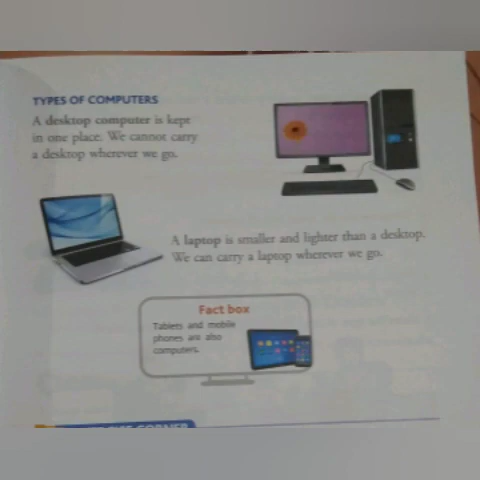 TYPES OF COMPUTERS
A desktop computer is kept
in one place. We cannot carry
a desktop wherever we go.
A laptop is smaller and lighter than a desktop.
We can carry a laptop wherever we go.
Fact box
Tablets and mobile
phones are also
computers.
CORNER